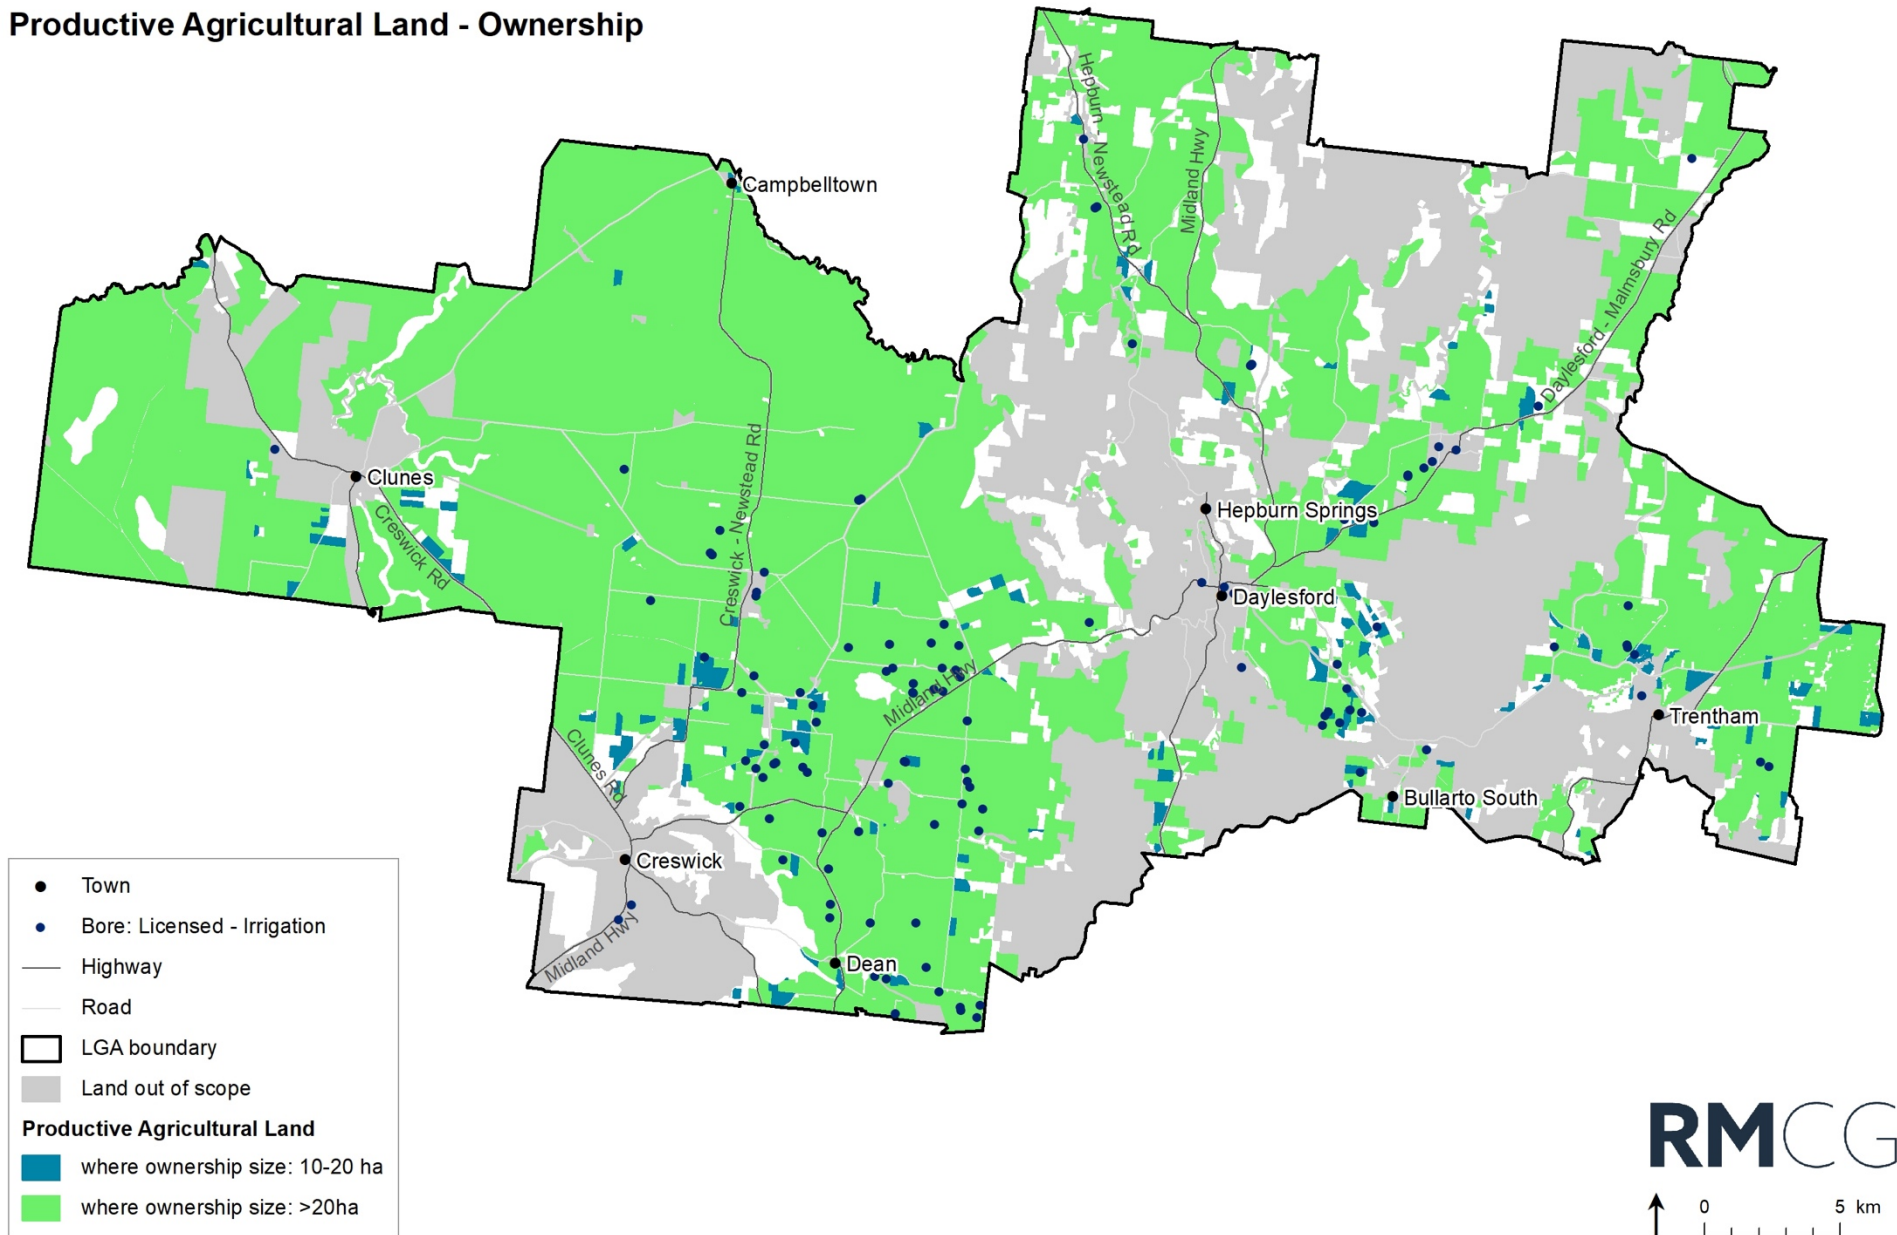 Productive Agricultural Land - Ownership
Hepburn - Newstead Rd
Midland Hwy
Campbelltown
Daylesford - Malmsbury Rd
Clunes
Creswick Rd
Creswick - Newstead Rd
Hepburn Springs
Daylesford
Midland Hwy
Trentham
Clunes Rd
Bullarto South
Creswick
Midland Hwy
Dean
Town
Bore: Licensed - Irrigation
Highway
Road
LGA boundary
Land out of scope
Productive Agricultural Land
where ownership size: 10-20 ha
where ownership size: >20ha
RMCG
0 5 km